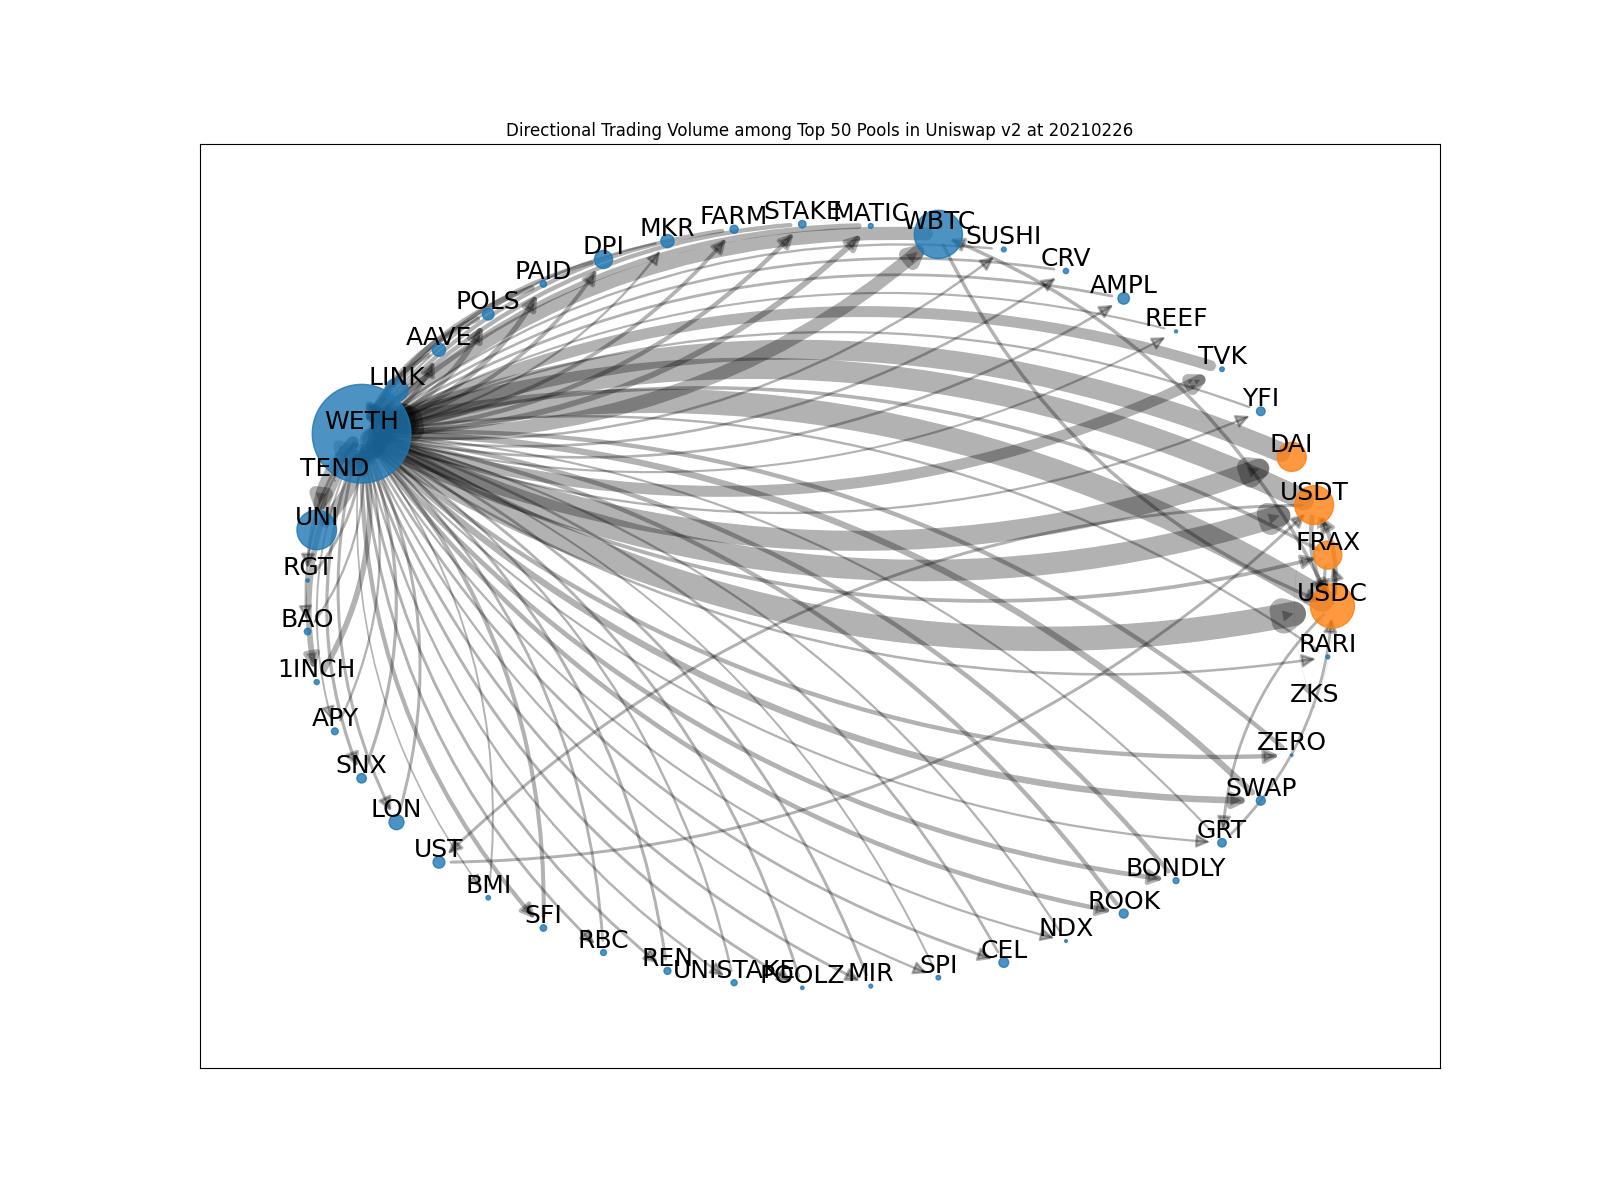 Directional Trading Volume among Top 50 Pools in Uniswap v2 at 20210226
STAKE
MATIC
FARM
WBTC
MKR
SUSHI
DPI
CRV
PAID
AMPL
POLS
REEF
AAVE
TVK
LINK
YFI
WETH
DAI
TEND
USDT
UNI
FRAX
RGT
USDC
BAO
RARI
1INCH
ZKS
APY
ZERO
SNX
SWAP
LON
GRT
UST
BONDLY
BMI
ROOK
SFI
NDX
RBC
CEL
REN
SPI
UNISTAKE
POOLZ
MIR